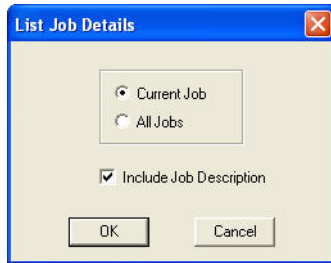 List Job Details
Current Job
All Jobs
Include Job Description
OK Cancel